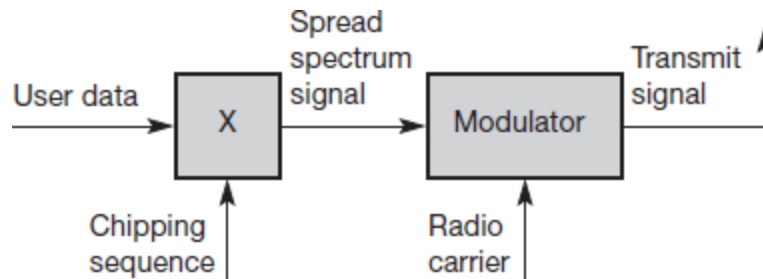 User data
X
Spread
spectrum
signal
Modulator
Transmit
signal
Chipping
sequence
Radio
carrier